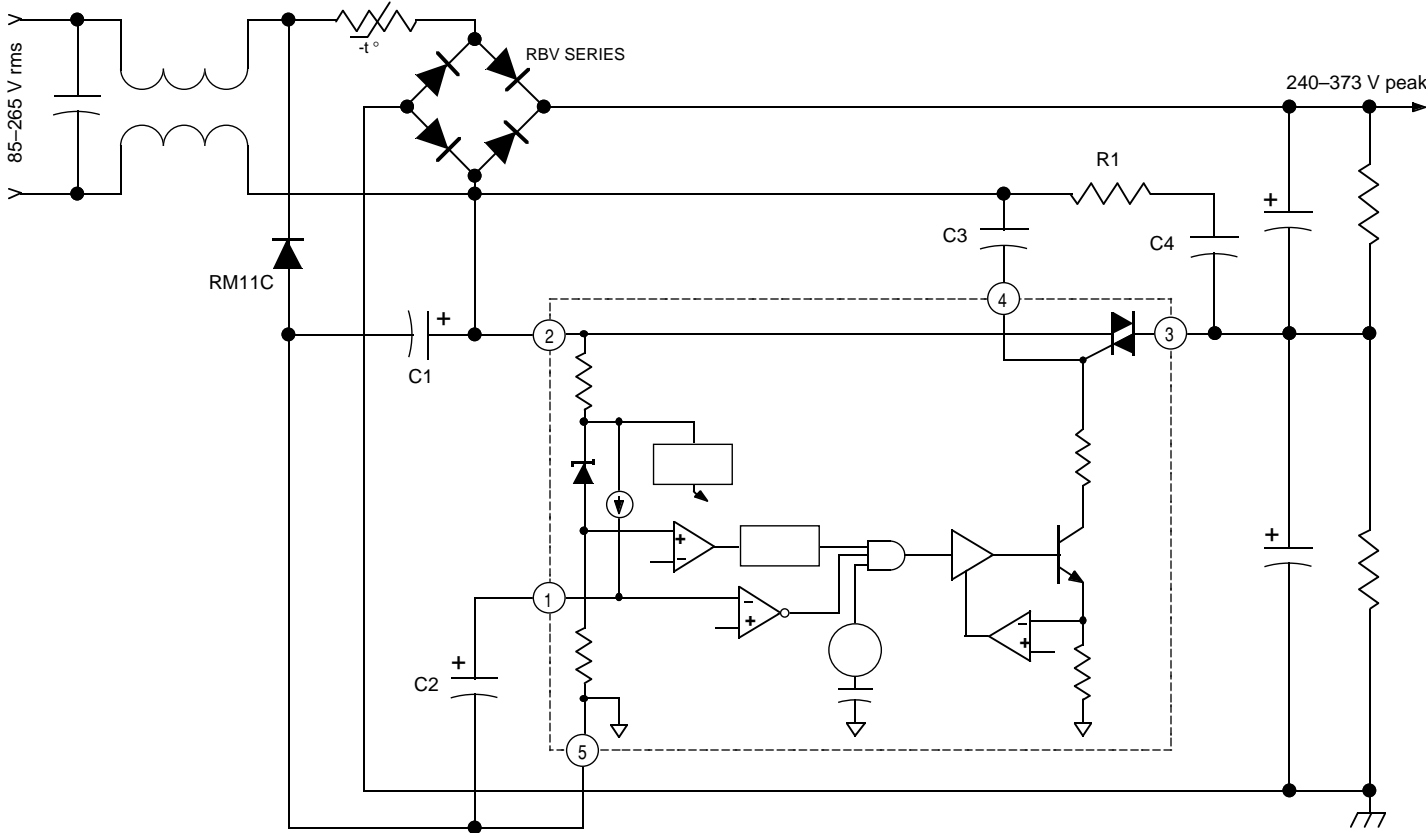 -t °
RBV SERIES
85–265 V rms
240–373 V peak
R1
+
C3
C4
RM11C
4
+
2
3
C1
+
−
+
1
−
+
−
+
+
C2
5